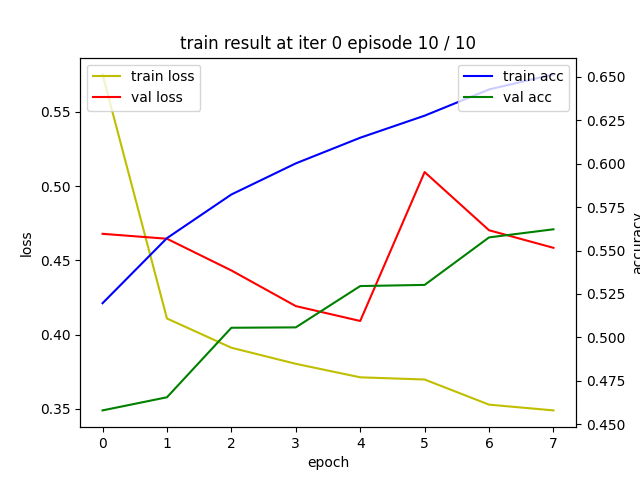 train result at iter 0 episode 10 / 10
train loss
val loss
train acc
val acc
loss
0.55
0.50
0.45
0.40
0.35
accuracy
0.650
0.625
0.600
0.575
0.550
0.525
0.500
0.475
0.450
0 1 2 3 4 5 6 7
epoch